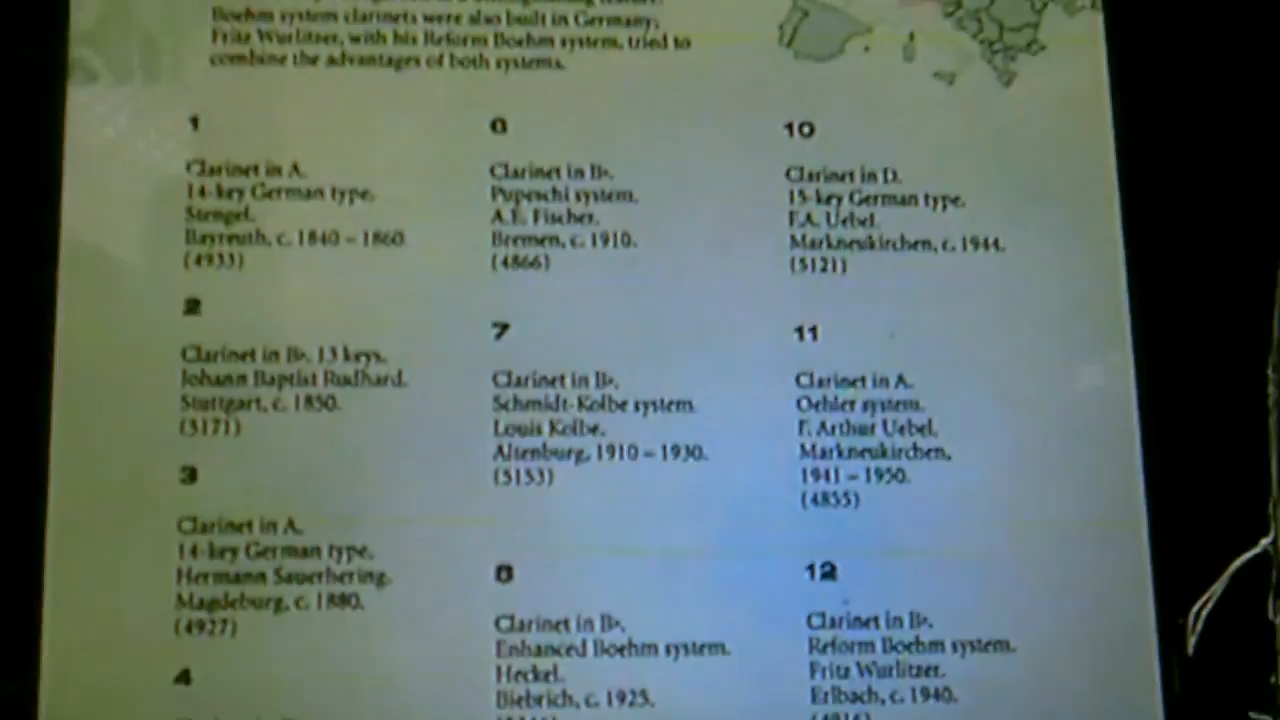 Boehm system clarinets were also built in Germany;
Fritz Wurlitzer, with his Reform Boehm system, tried to
combine the advantages of both systems.
1
Clarinet in A.
14-key German type.
Stengel.
Bayreuth, c. 1840 – 1860.
(4933)
2
Clarinet in B♭, 13 keys.
Johann Baptist Rudhard.
Stuttgart, c. 1850.
(5171)
3
Clarinet in A.
14-key German type.
Hermann Sauerhering.
Magdeburg, c. 1880.
(4927)
4
6
Clarinet in B♭.
Pupeschi system.
A.E. Fischer.
Bremen, c. 1910.
(4866)
7
Clarinet in B♭.
Schmidt-Kolbe system.
Louis Kolbe.
Altenburg, 1910 – 1930.
(5153)
8
Clarinet in B♭.
Enhanced Boehm system.
Heckel.
Biebrich, c. 1925.
10
Clarinet in D.
15-key German type.
F.A. Uebel.
Markneukirchen, c. 1944.
(5121)
11
Clarinet in A.
Oehler system.
F. Arthur Uebel.
Markneukirchen,
1941 – 1950.
(4855)
12
Clarinet in B♭.
Reform Boehm system.
Fritz Wurlitzer.
Erlbach, c. 1940.